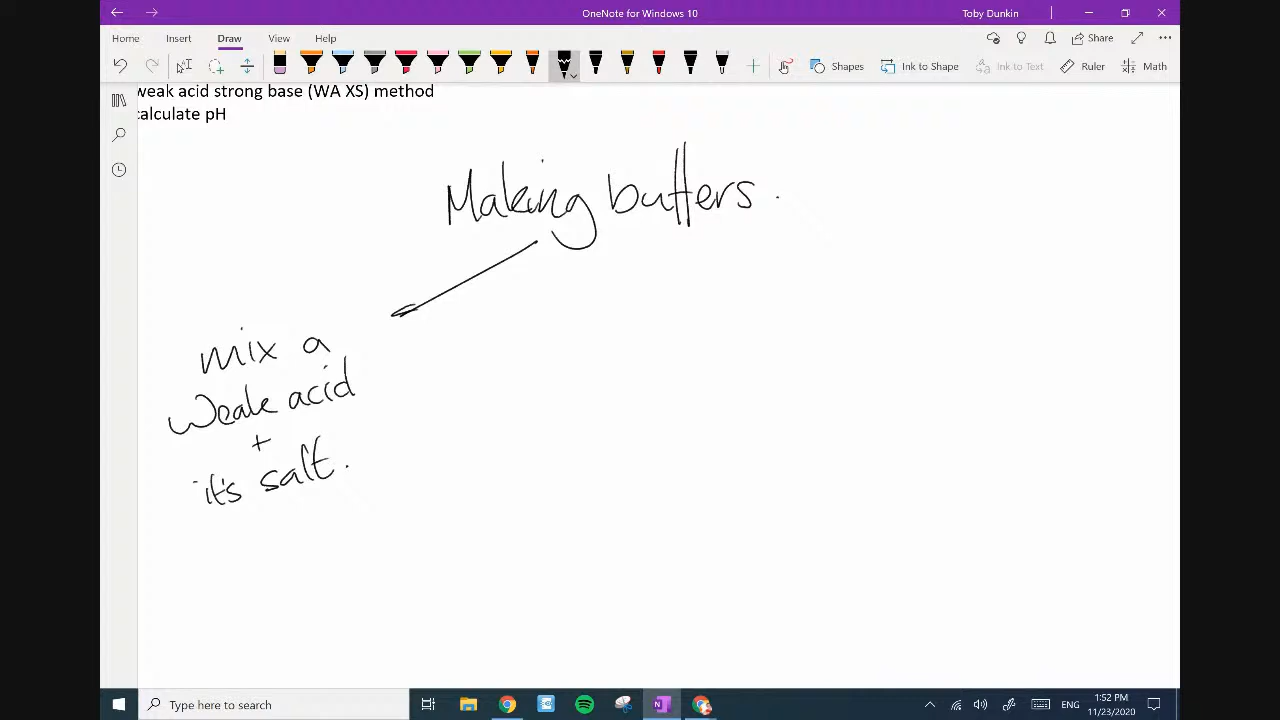 OneNote for Windows 10
Toby Dunkin
Home Insert Draw View Help
Share
Shapes Ink to Shape Ink to Text Ruler Math
weak acid strong base (WA XS) method
calculate pH
Making buffers.
mix a
weak acid
+
it's salt.
Type here to search
ENG
1:52 PM
11/23/2020